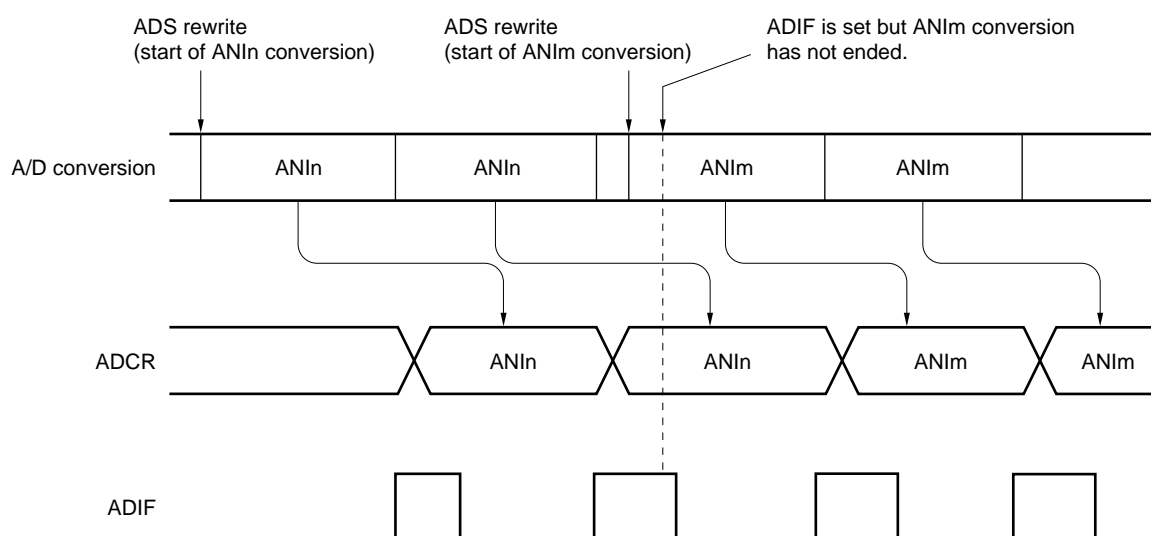 ADS rewrite
(start of ANIn conversion)
ADS rewrite
(start of ANIm conversion)
ADIF is set but ANIm conversion
has not ended.
A/D conversion
ANIn
ANIn
ANIm
ANIm
ADCR
ANIn
ANIn
ANIm
ANIm
ADIF